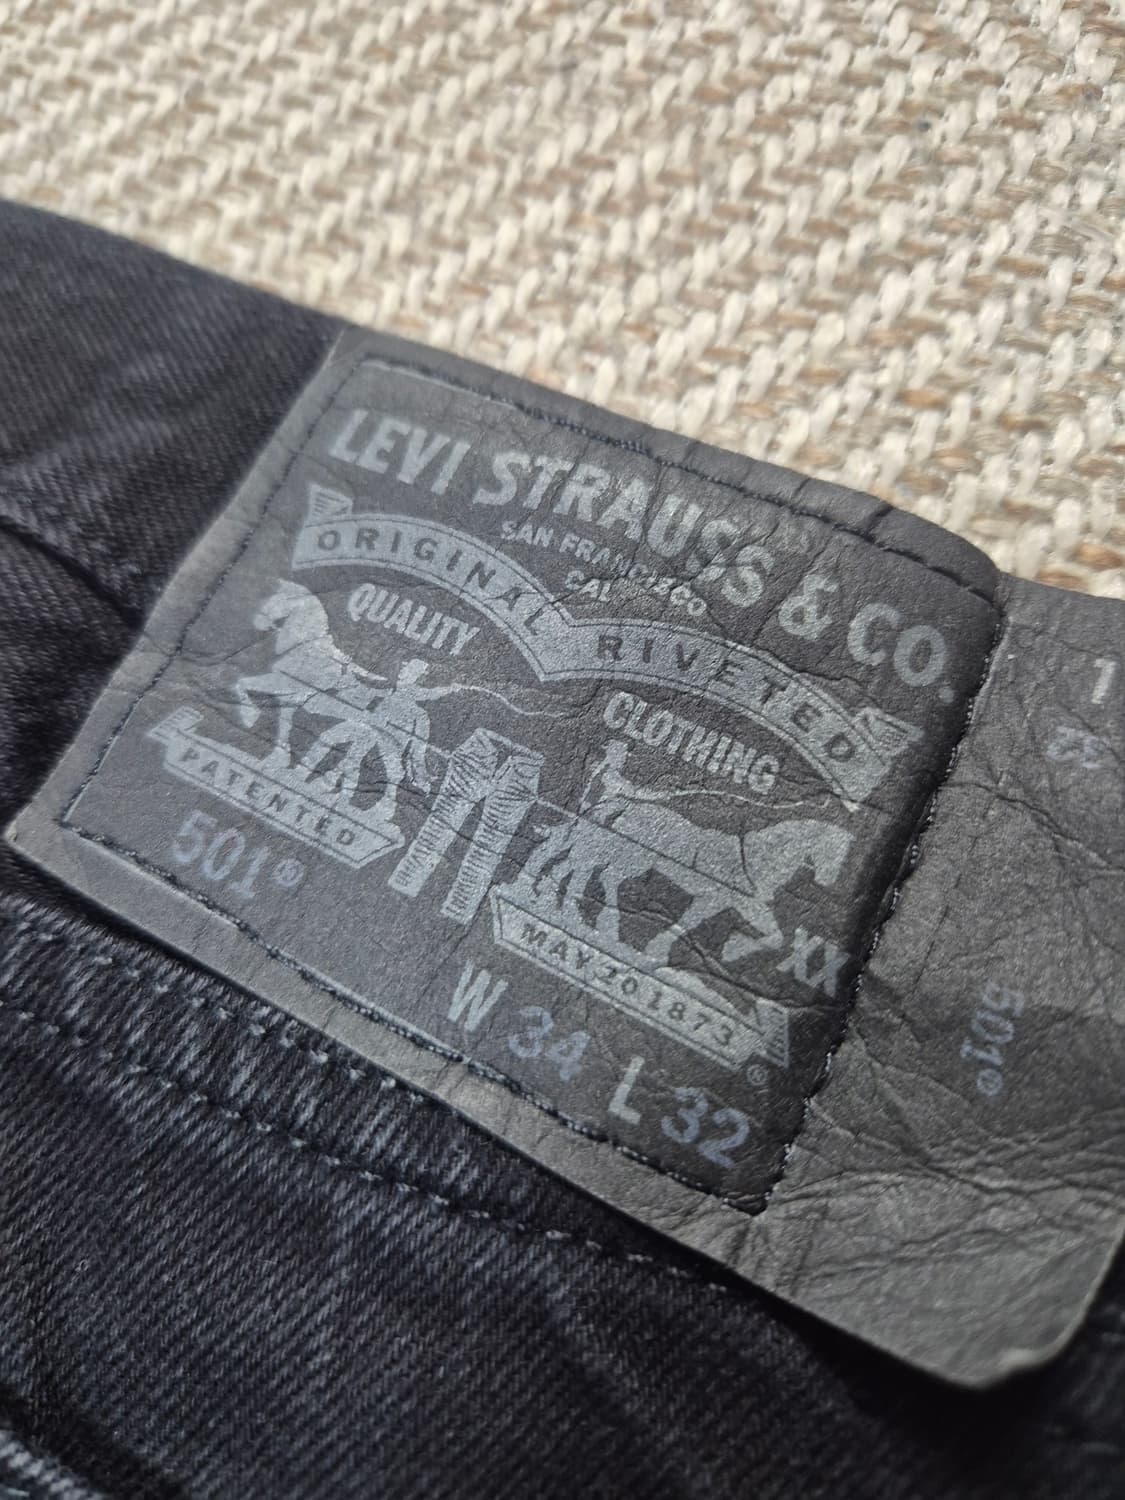 LEVI STRAUSS & CO.
SAN FRANCISCO
CAL
ORIGINAL RIVETED
QUALITY CLOTHING
PATENTED
MAY 20 1873
XX
501®
®
W 34 L 32
501®